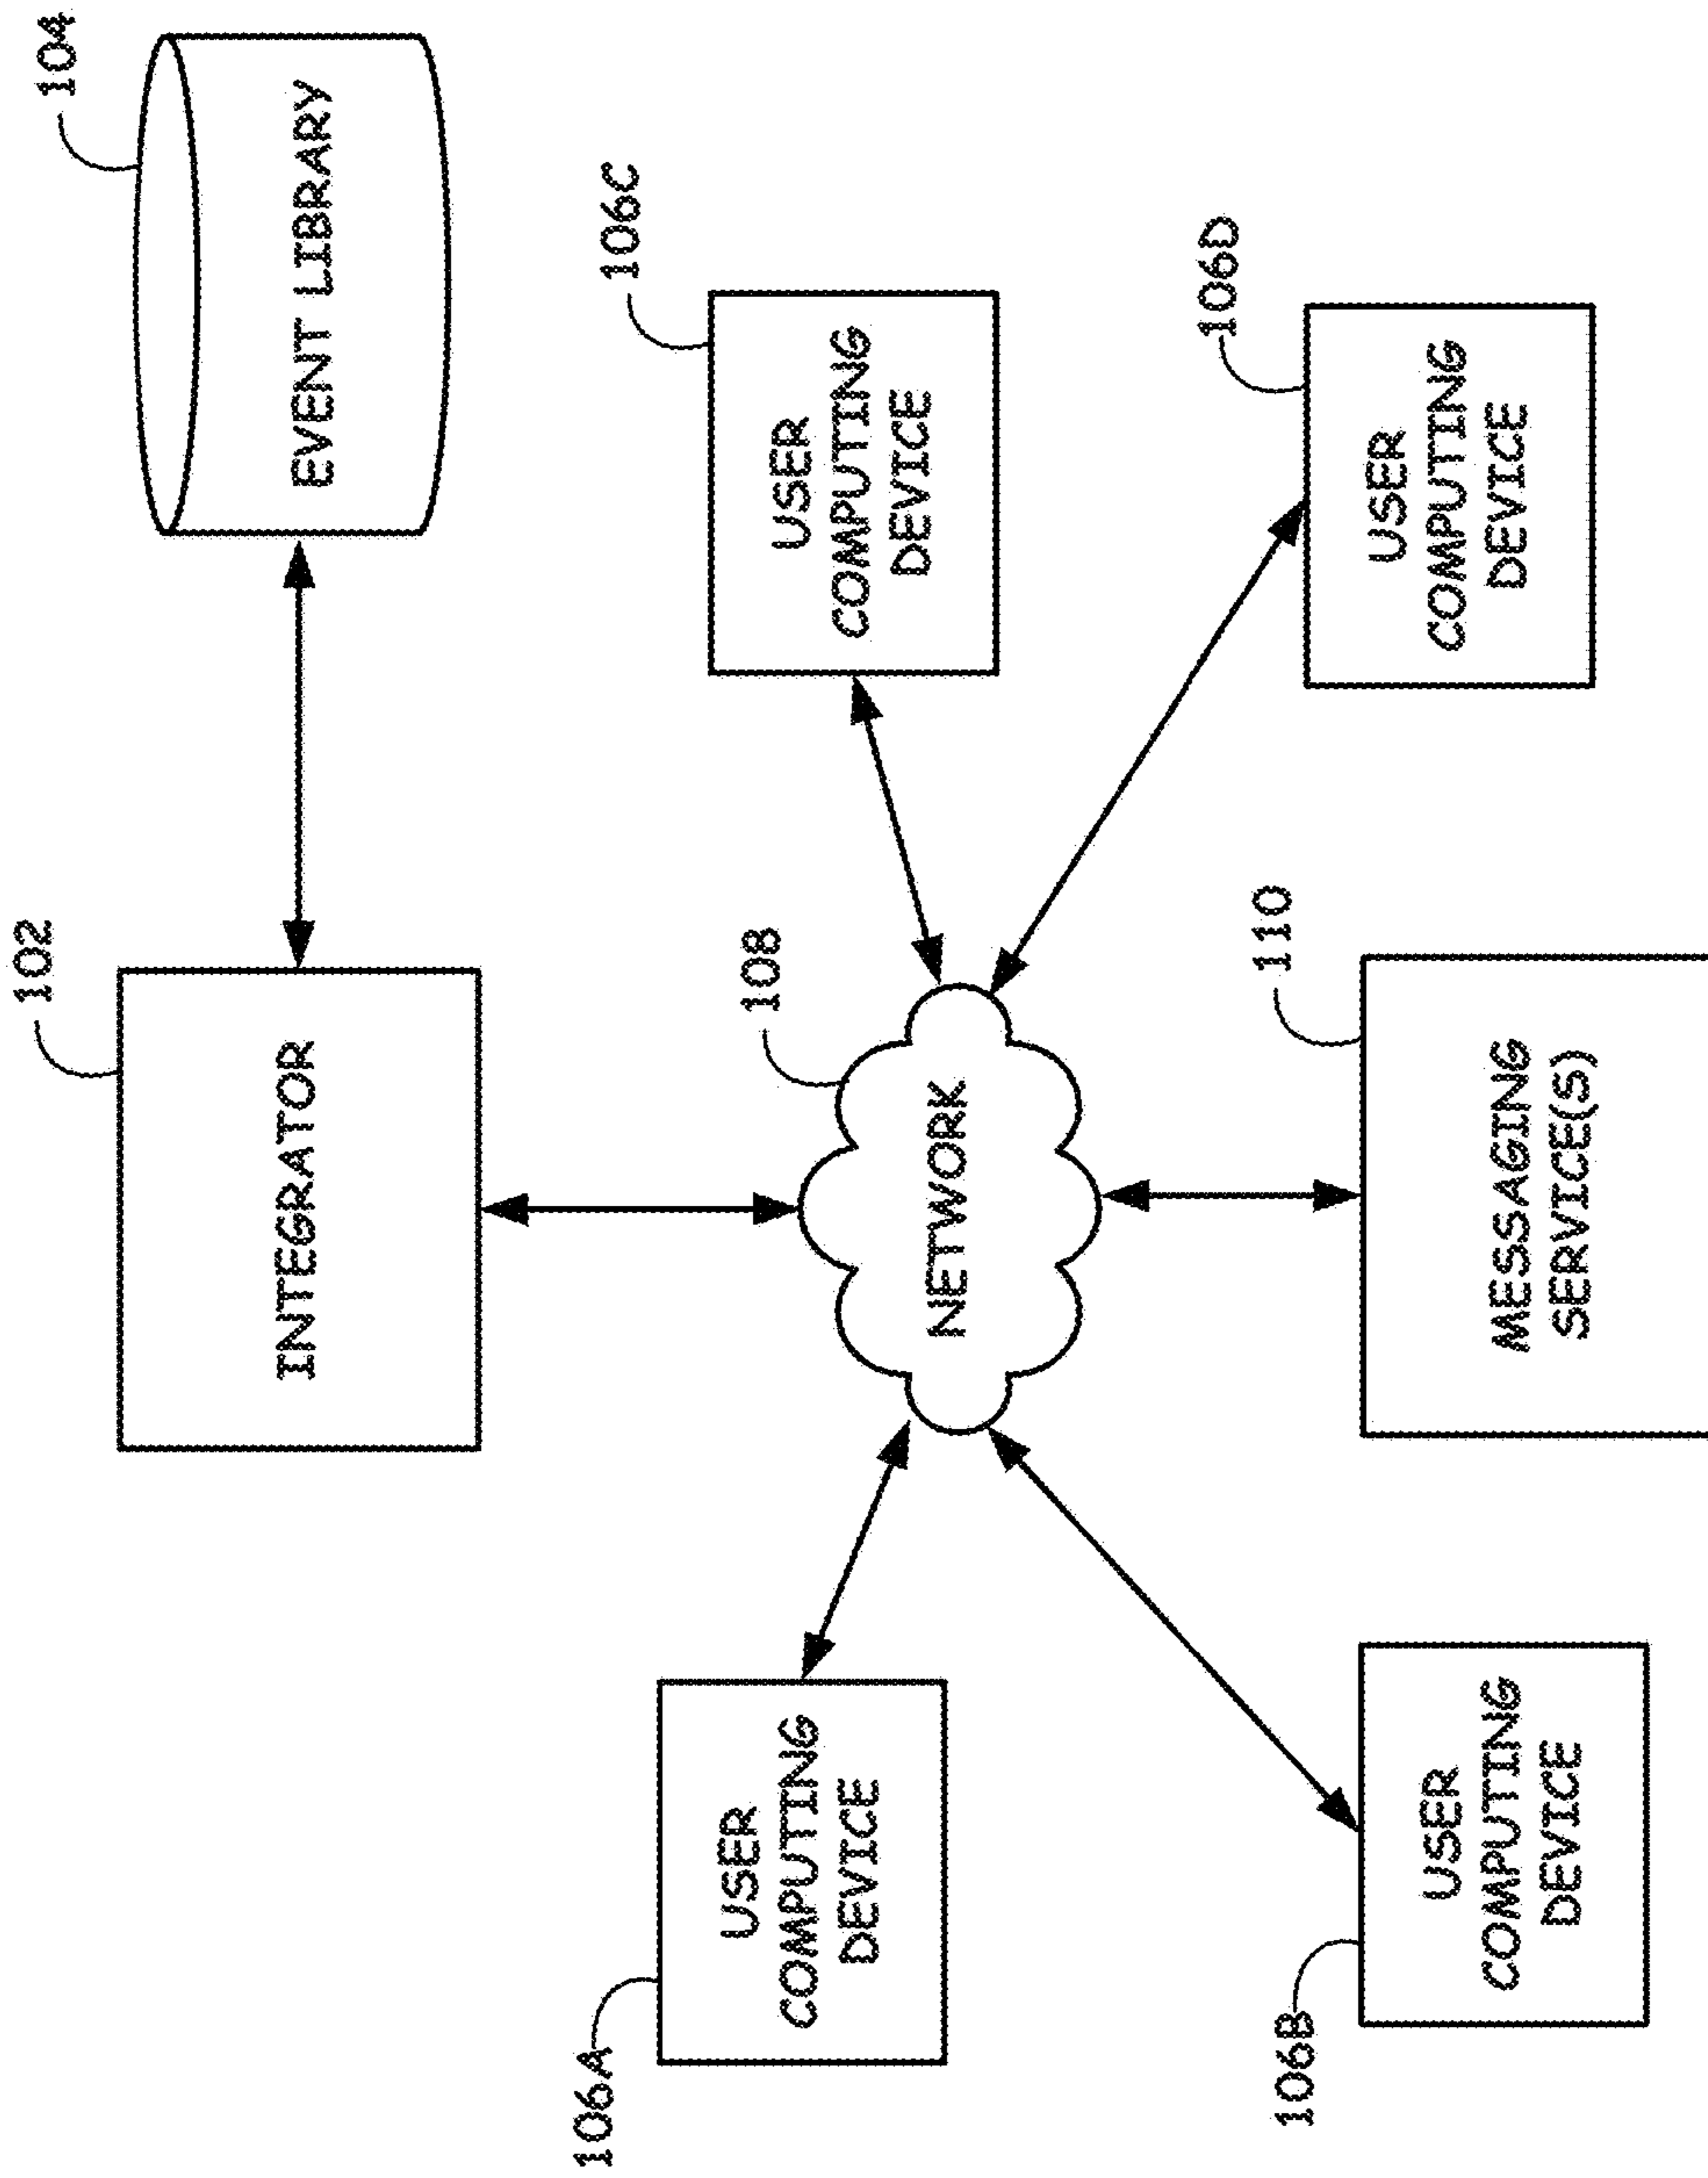 102
INTEGRATOR
104
EVENT LIBRARY
106A
USER
COMPUTING
DEVICE
108
NETWORK
106C
USER
COMPUTING
DEVICE
106B
USER
COMPUTING
DEVICE
110
MESSAGING
SERVICE(S)
106D
USER
COMPUTING
DEVICE